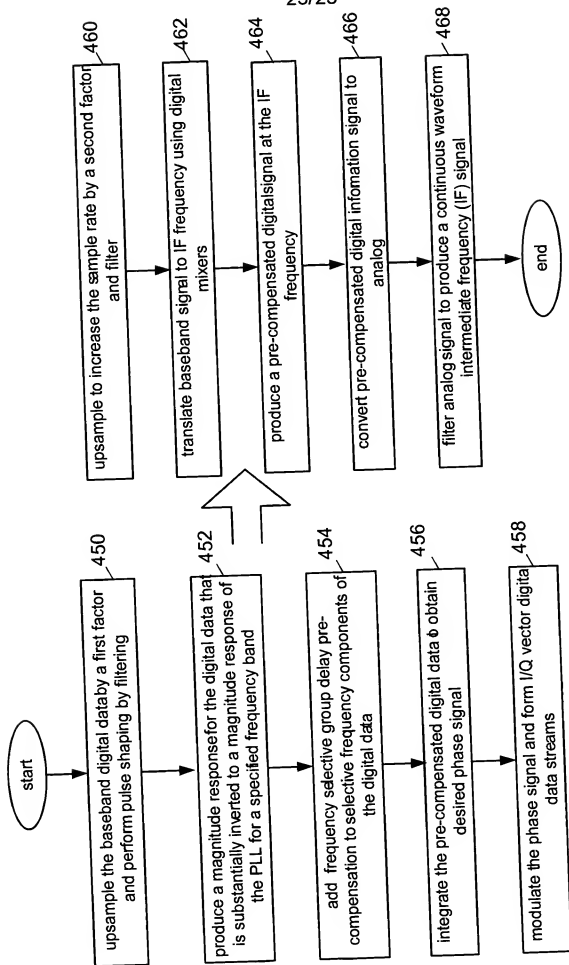 start
450
upsample the baseband digital databy a first factor
and perform pulse shaping by filtering
452
produce a magnitude responsefor the digital data that
is substantially inverted to a magnitude response of
the PLL for a specified frequency band
454
add frequency selective group delay pre-
compensation to selective frequency components of
the digital data
456
integrate the pre-compensated digital data to obtain
desired phase signal
458
modulate the phase signal and form I/Q vector digital
data streams
460
upsample to increase the sample rate by a second factor
and filter
462
translate baseband signal to IF frequency using digital
mixers
464
produce a pre-compensated digitalsignal at the IF
frequency
466
convert pre-compensated digital infomation signal to
analog
468
filter analog signal to produce a continuous waveform
intermediate frequency (IF) signal
end